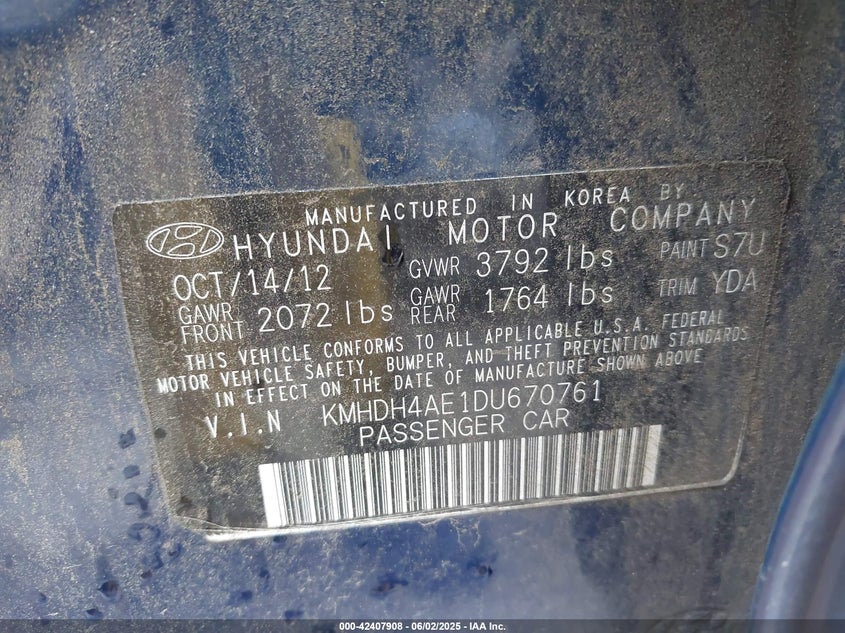 MANUFACTURED IN KOREA BY
HYUNDAI MOTOR COMPANY
OCT/14/12 GVWR 3792 lbs PAINT S7U
GAWR FRONT 2072 lbs GAWR REAR 1764 lbs TRIM YDA
THIS VEHICLE CONFORMS TO ALL APPLICABLE U.S.A. FEDERAL
MOTOR VEHICLE SAFETY, BUMPER, AND THEFT PREVENTION STANDARDS
IN EFFECT ON THE DATE OF MANUFACTURE SHOWN ABOVE
V.I.N KMHDH4AE1DU670761
PASSENGER CAR
000-42407908 - 06/02/2025 - IAA Inc.